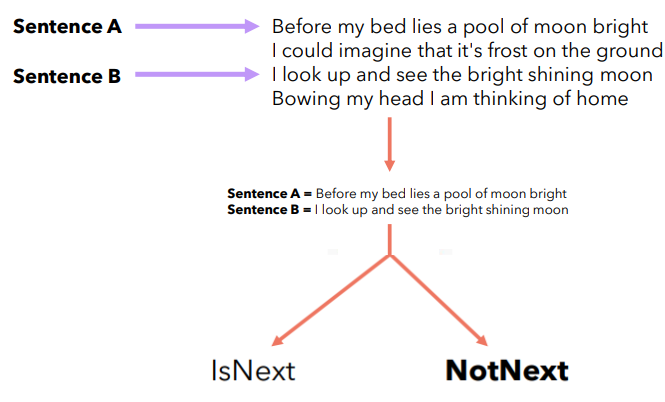 Sentence A
Before my bed lies a pool of moon bright
I could imagine that it's frost on the ground
Sentence B
I look up and see the bright shining moon
Bowing my head I am thinking of home
Sentence A = Before my bed lies a pool of moon bright
Sentence B = I look up and see the bright shining moon
IsNext
NotNext